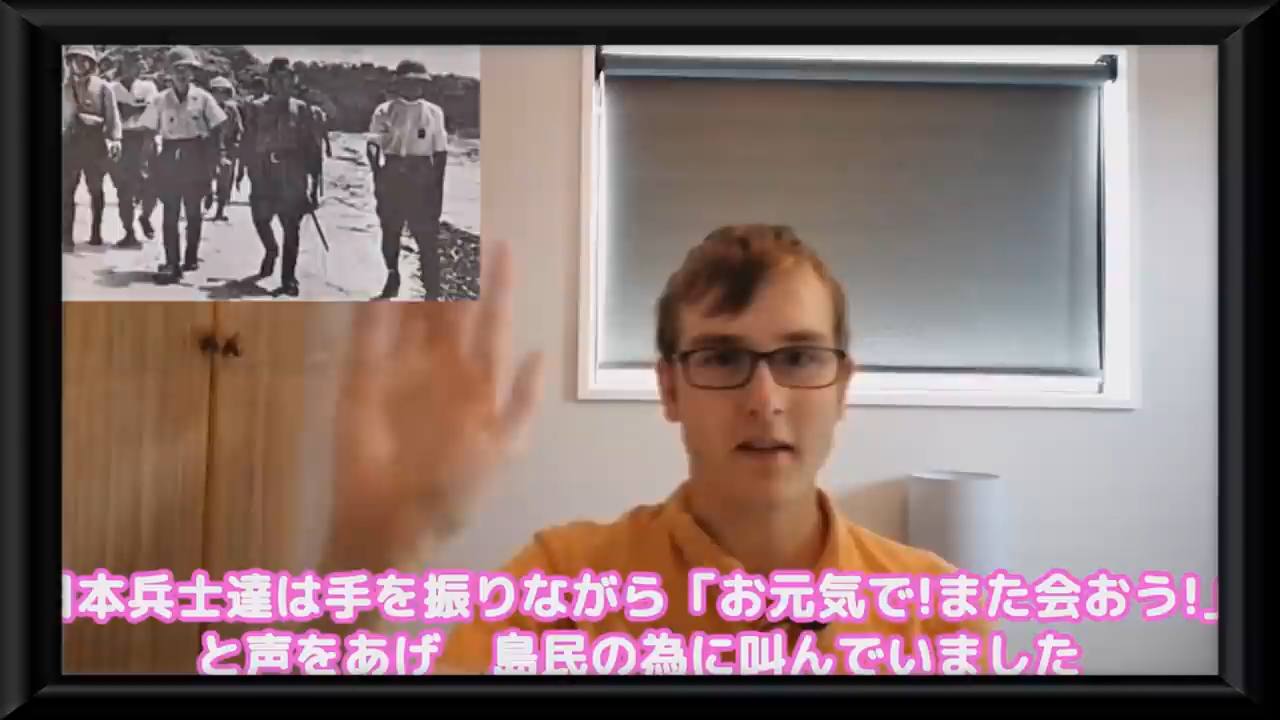 日本兵士達は手を振りながら「お元気で!また会おう!」
と声をあげ　島民の為に叫んでいました